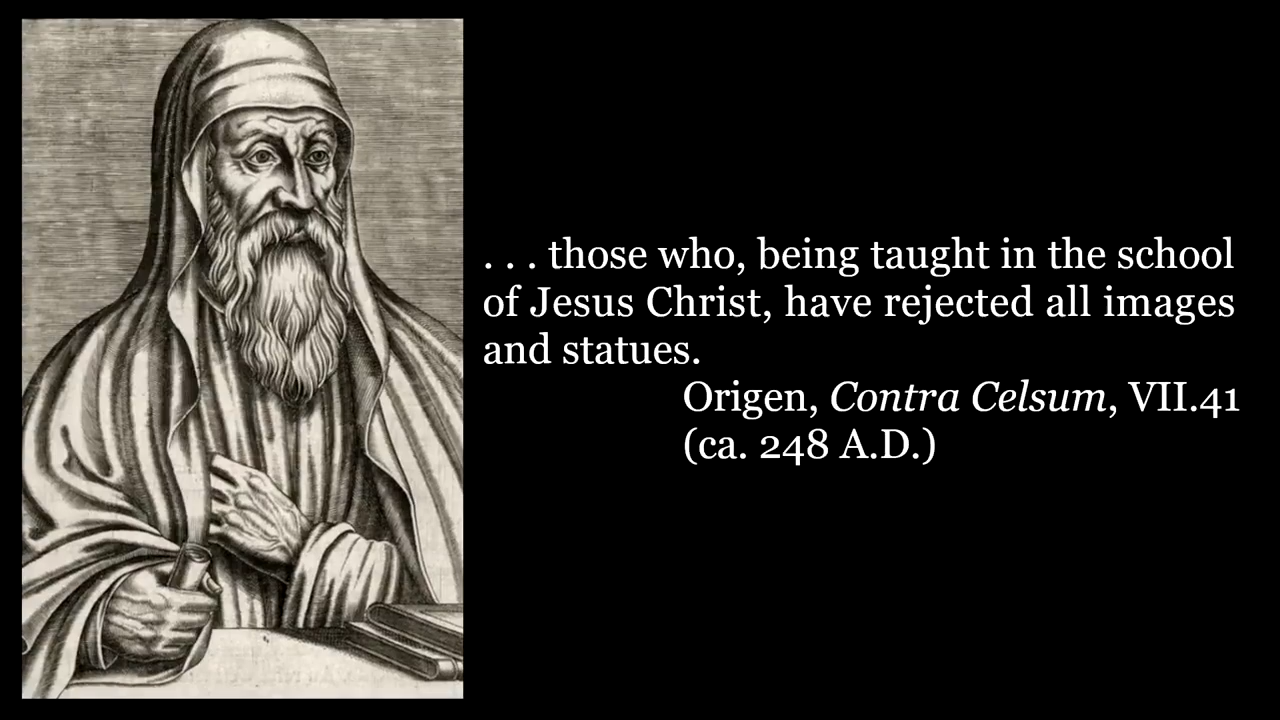 . . . those who, being taught in the school
of Jesus Christ, have rejected all images
and statues.
Origen, Contra Celsum, VII.41
(ca. 248 A.D.)